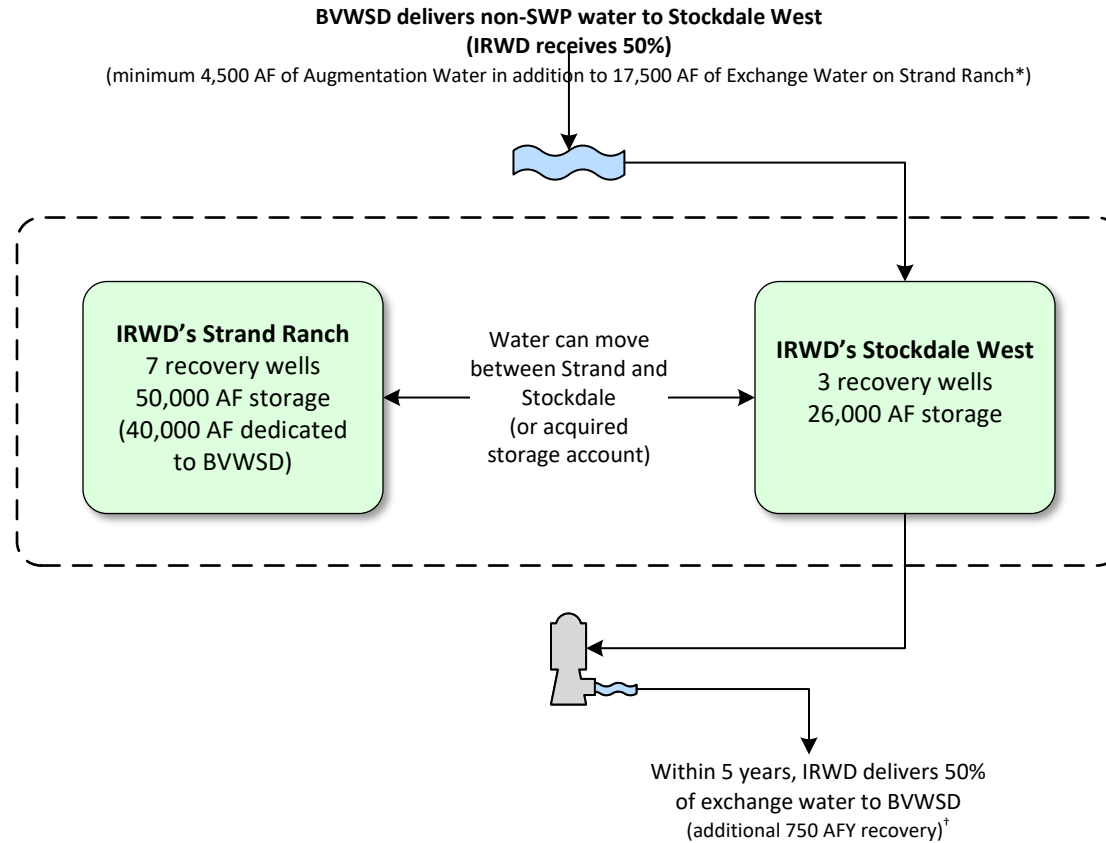 BVWSD delivers non-SWP water to Stockdale West
(IRWD receives 50%)
(minimum 4,500 AF of Augmentation Water in addition to 17,500 AF of Exchange Water on Strand Ranch*)
IRWD’s Strand Ranch
7 recovery wells
50,000 AF storage
(40,000 AF dedicated
to BVWSD)
Water can move
between Strand and
Stockdale
(or acquired
storage account)
IRWD’s Stockdale West
3 recovery wells
26,000 AF storage
Within 5 years, IRWD delivers 50%
of exchange water to BVWSD
(additional 750 AFY recovery)†